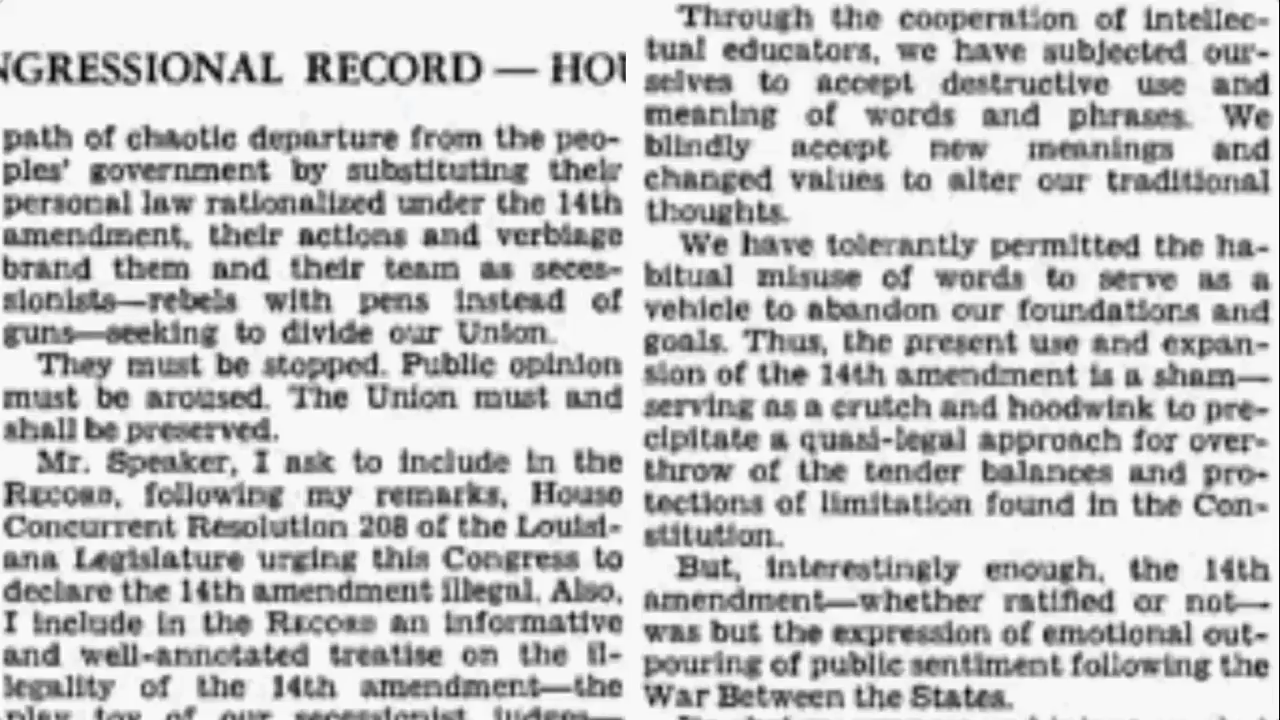 NGRESSIONAL RECORD — HOU
path of chaotic departure from the peo-
ples' government by substituting their
personal law rationalized under the 14th
amendment, their actions and verbiage
brand them and their team as seces-
sionists—rebels with pens instead of
guns—seeking to divide our Union.
They must be stopped. Public opinion
must be aroused. The Union must and
shall be preserved.
Mr. Speaker, I ask to include in the
RECORD, following my remarks, House
Concurrent Resolution 208 of the Louisi-
ana Legislature urging this Congress to
declare the 14th amendment illegal. Also,
I include in the RECORD an informative
and well-annotated treatise on the il-
legality of the 14th amendment—the
play toy of our secessionist judges—
Through the cooperation of intellec-
tual educators, we have subjected our-
selves to accept destructive use and
meaning of words and phrases. We
blindly accept new meanings and
changed values to alter our traditional
thoughts.
We have tolerantly permitted the ha-
bitual misuse of words to serve as a
vehicle to abandon our foundations and
goals. Thus, the present use and expan-
sion of the 14th amendment is a sham—
serving as a crutch and hoodwink to pre-
cipitate a quasi-legal approach for over-
throw of the tender balances and pro-
tections of limitation found in the Con-
stitution.
But, interestingly enough, the 14th
amendment—whether ratified or not—
was but the expression of emotional out-
pouring of public sentiment following the
War Between the States.